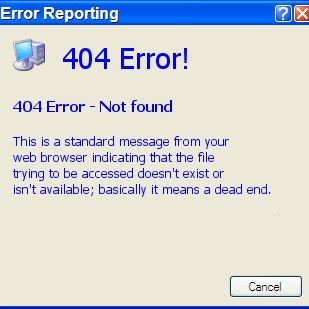 Error Reporting
404 Error!
404 Error - Not found
This is a standard message from your
web browser indicating that the file
trying to be accessed doesn't exist or
isn't available; basically it means a dead end.
Cancel